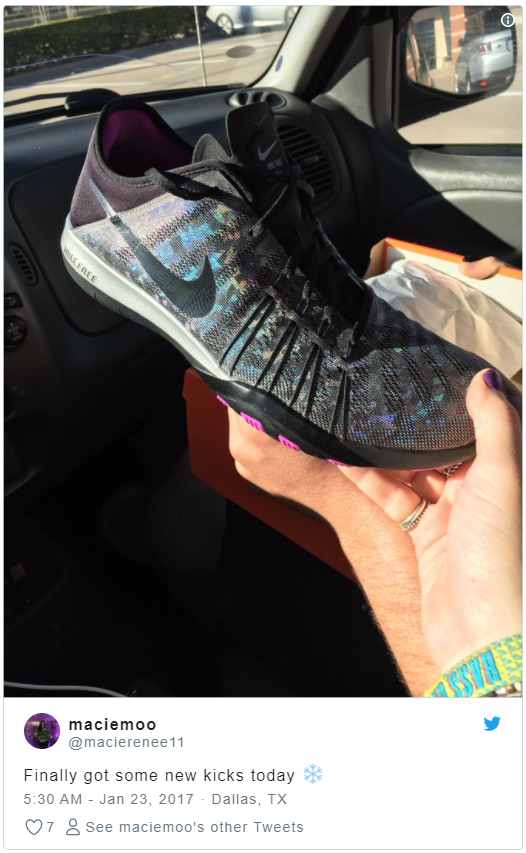 NIKE FREE
maciemoo
@macierenee11
Finally got some new kicks today ❄️
5:30 AM - Jan 23, 2017 · Dallas, TX
7 See maciemoo's other Tweets